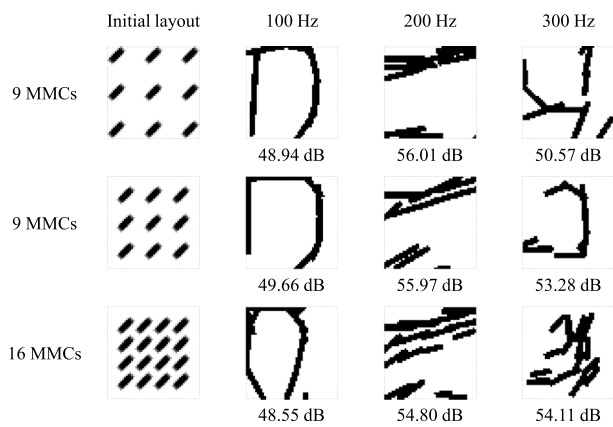 Initial layout 100 Hz 200 Hz 300 Hz
9 MMCs
48.94 dB 56.01 dB 50.57 dB
9 MMCs
49.66 dB 55.97 dB 53.28 dB
16 MMCs
48.55 dB 54.80 dB 54.11 dB